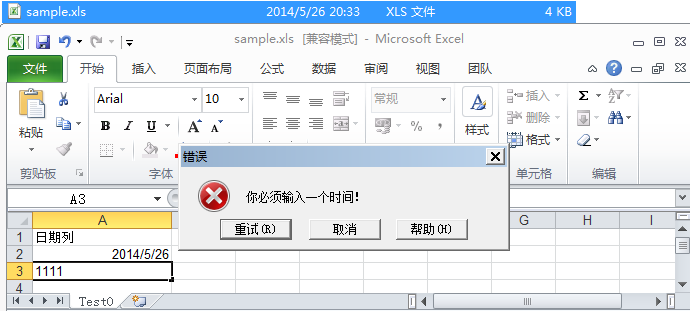 sample.xls 2014/5/26 20:33 XLS 文件 4 KB
sample.xls [兼容模式] - Microsoft Excel
文件 开始 插入 页面布局 公式 数据 审阅 视图 团队
Arial 10 常规 插入
粘贴 B I U A A % 样式 删除
格式
剪贴板 字体 单元格 编辑
错误
你必须输入一个时间!
重试(R) 取消 帮助(H)
A3
A G H I
1 日期列
2 2014/5/26
3 1111
4
Test0